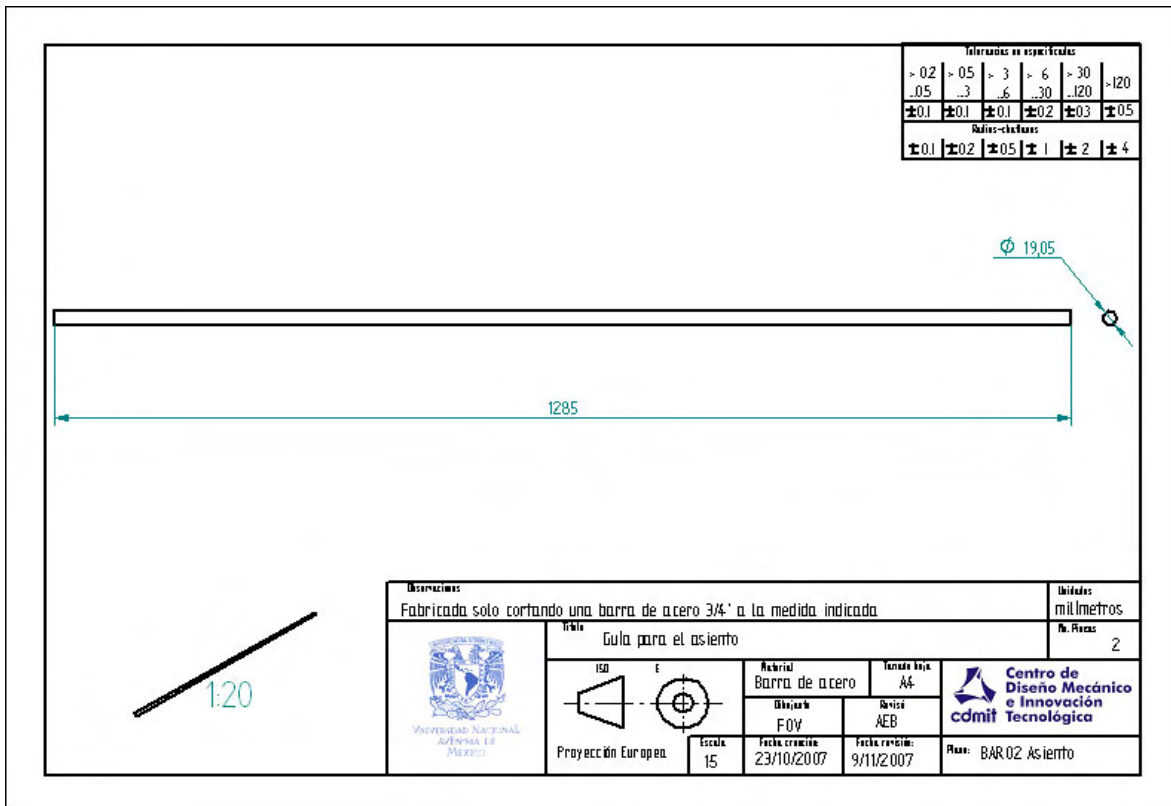 Tolerancias no especificadas
> 0.2 > 0.5 > 3 > 6 > 30 >120
...0.5 ...3 ...6 ...30 ...120
±0.1 ±0.1 ±0.1 ±0.2 ±0.3 ±0.5
Radios-chaflanes
±0.1 ±0.2 ±0.5 ± 1 ± 2 ± 4
Ø 19,05
1285
1:20
Observaciones
Fabricada solo cortando una barra de acero 3/4" a la medida indicada
Unidades
milímetros
Título
Guía para el asiento
No. Piezas
2
UNIVERSIDAD NACIONAL
MEXICO
ISO E
Proyección Europea
Escala
15
Material
Barra de acero
Tamaño hoja
A4
Dibujante
FOV
Revisó
AEB
Fecha creación:
23/10/2007
Fecha revisión:
9/11/2007
cdmit
Centro de
Diseño Mecánico
e Innovación
Tecnológica
Plano: BAR 02 Asiento